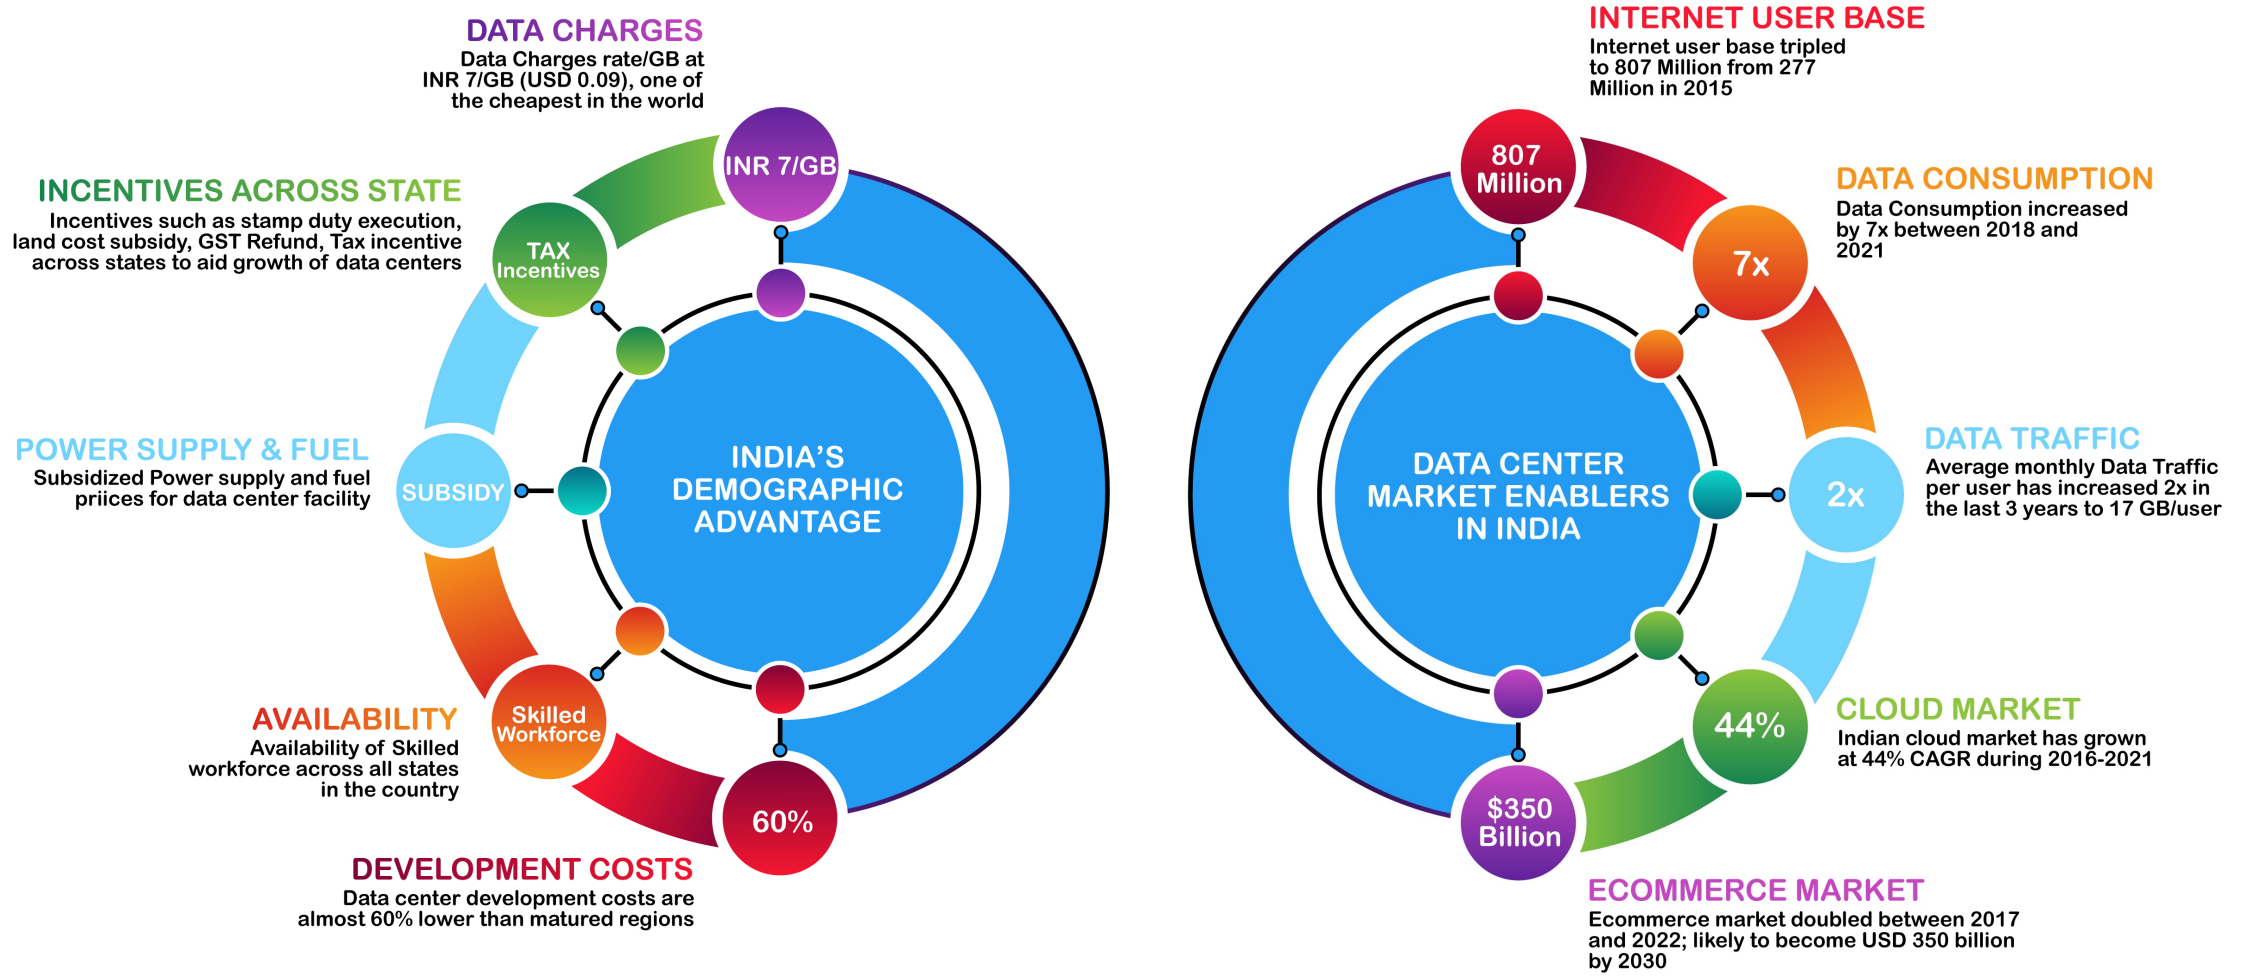 DATA CHARGES
Data Charges rate/GB at
INR 7/GB (USD 0.09), one of
the cheapest in the world
INR 7/GB
INCENTIVES ACROSS STATE
Incentives such as stamp duty execution,
land cost subsidy, GST Refund, Tax incentive
across states to aid growth of data centers
TAX
Incentives
POWER SUPPLY & FUEL
Subsidized Power supply and fuel
priices for data center facility
SUBSIDY
AVAILABILITY
Availability of Skilled
workforce across all states
in the country
Skilled
Workforce
DEVELOPMENT COSTS
Data center development costs are
almost 60% lower than matured regions
60%
INDIA'S
DEMOGRAPHIC
ADVANTAGE
INTERNET USER BASE
Internet user base tripled
to 807 Million from 277
Million in 2015
807
Million
DATA CONSUMPTION
Data Consumption increased
by 7x between 2018 and
2021
7x
DATA TRAFFIC
Average monthly Data Traffic
per user has increased 2x in
the last 3 years to 17 GB/user
2x
CLOUD MARKET
Indian cloud market has grown
at 44% CAGR during 2016-2021
44%
ECOMMERCE MARKET
Ecommerce market doubled between 2017
and 2022; likely to become USD 350 billion
by 2030
$350
Billion
DATA CENTER
MARKET ENABLERS
IN INDIA